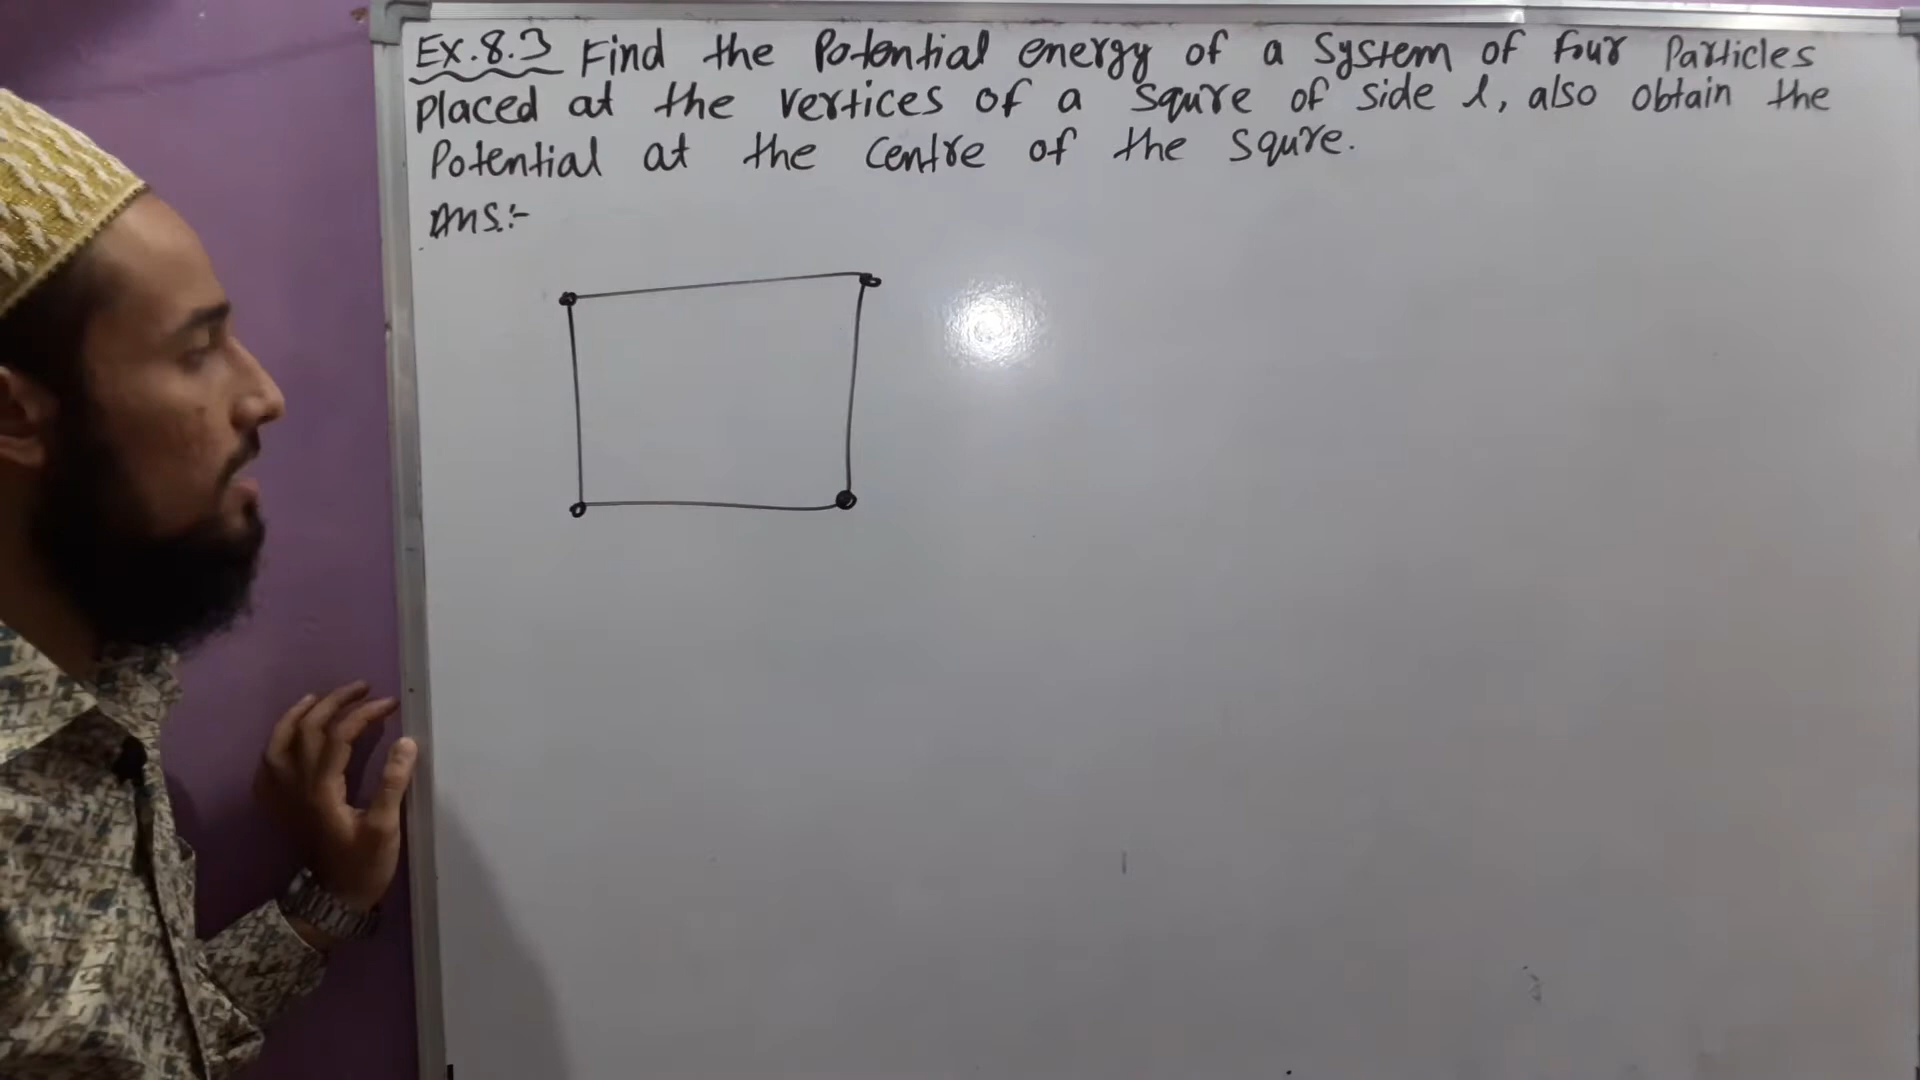 Ex.8.3 Find the Potential energy of a System of four Particles
Placed at the vertices of a squre of side l, also obtain the
Potential at the centre of the squre.
Ans:-